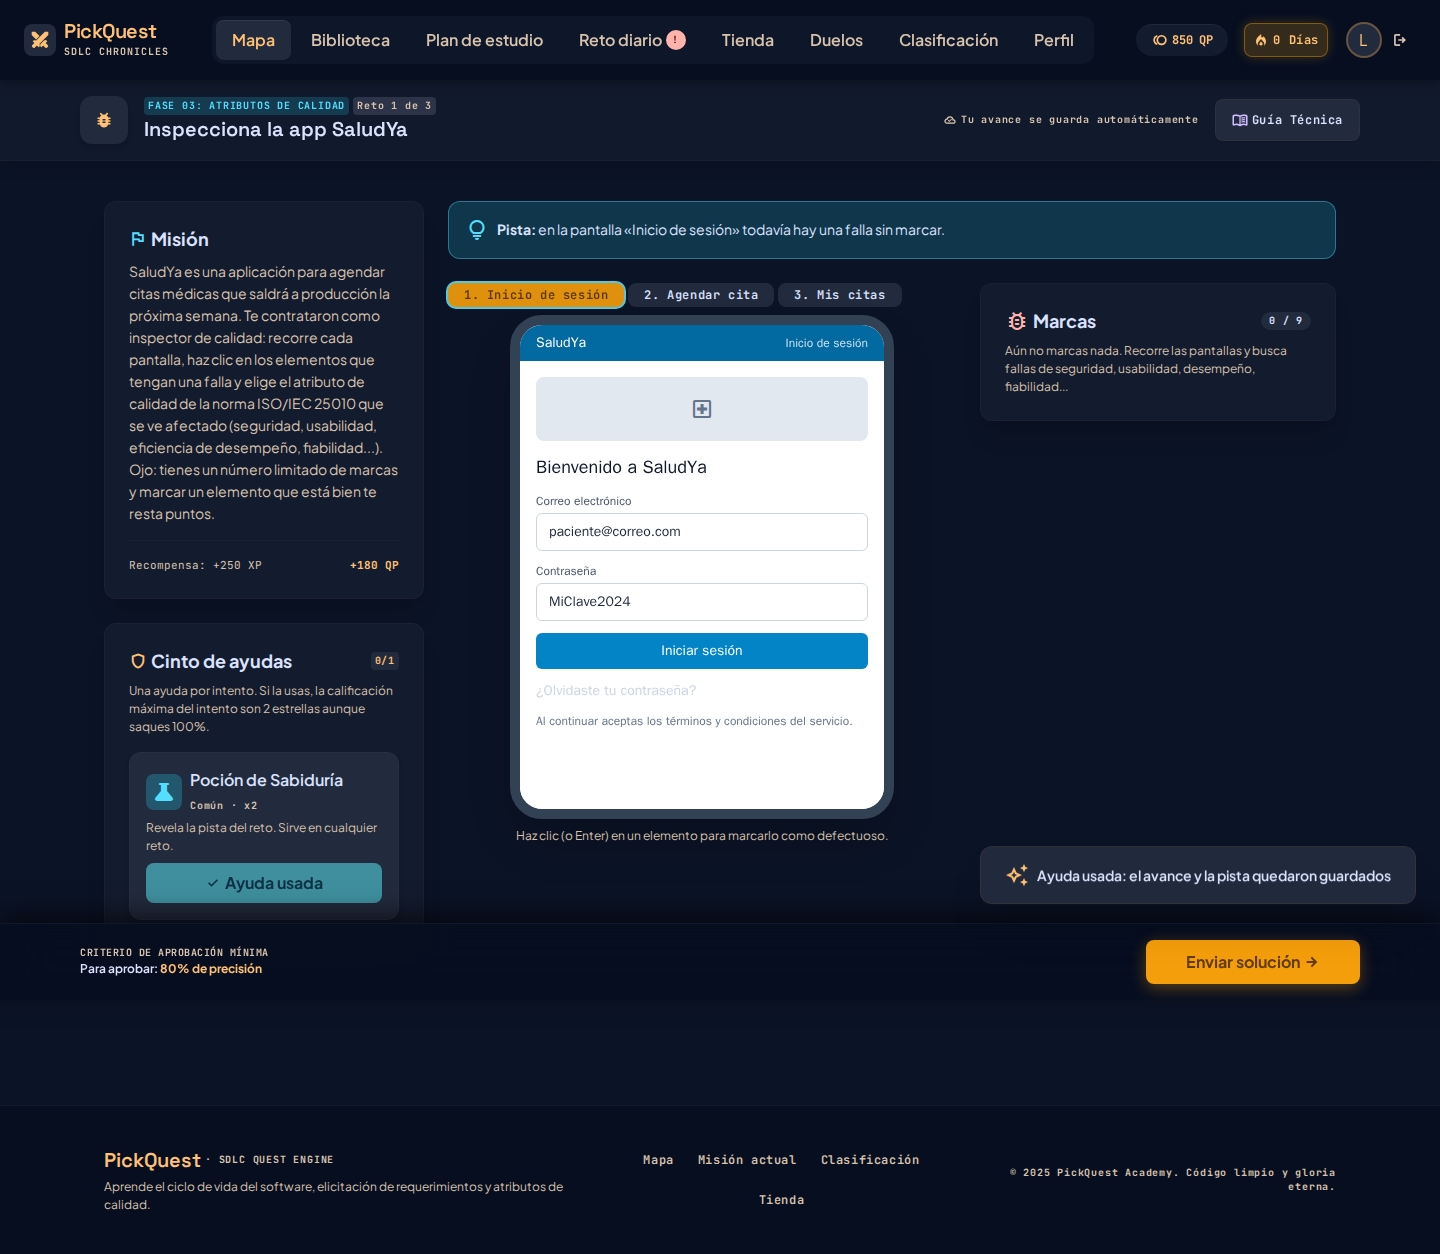 PickQuest
SDLC CHRONICLES
Mapa
Biblioteca
Plan de estudio
Reto diario !
Tienda
Duelos
Clasificación
Perfil
850 QP
0 Días
L
FASE 03: ATRIBUTOS DE CALIDAD
Reto 1 de 3
Inspecciona la app SaludYa
Tu avance se guarda automáticamente
Guía Técnica
Misión
SaludYa es una aplicación para agendar
citas médicas que saldrá a producción la
próxima semana. Te contrataron como
inspector de calidad: recorre cada
pantalla, haz clic en los elementos que
tengan una falla y elige el atributo de
calidad de la norma ISO/IEC 25010 que
se ve afectado (seguridad, usabilidad,
eficiencia de desempeño, fiabilidad...).
Ojo: tienes un número limitado de marcas
y marcar un elemento que está bien te
resta puntos.
Recompensa: +250 XP
+180 QP
Cinto de ayudas
0/1
Una ayuda por intento. Si la usas, la calificación
máxima del intento son 2 estrellas aunque
saques 100%.
Poción de Sabiduría
Común · x2
Revela la pista del reto. Sirve en cualquier
reto.
Ayuda usada
Pista: en la pantalla «Inicio de sesión» todavía hay una falla sin marcar.
1. Inicio de sesión
2. Agendar cita
3. Mis citas
SaludYa
Inicio de sesión
Bienvenido a SaludYa
Correo electrónico
paciente@correo.com
Contraseña
MiClave2024
Iniciar sesión
¿Olvidaste tu contraseña?
Al continuar aceptas los términos y condiciones del servicio.
Haz clic (o Enter) en un elemento para marcarlo como defectuoso.
Marcas
0 / 9
Aún no marcas nada. Recorre las pantallas y busca
fallas de seguridad, usabilidad, desempeño,
fiabilidad...
Ayuda usada: el avance y la pista quedaron guardados
CRITERIO DE APROBACIÓN MÍNIMA
Para aprobar: 80% de precisión
Enviar solución
PickQuest · SDLC QUEST ENGINE
Aprende el ciclo de vida del software, elicitación de requerimientos y atributos de
calidad.
Mapa
Misión actual
Clasificación
Tienda
© 2025 PickQuest Academy. Código limpio y gloria
eterna.